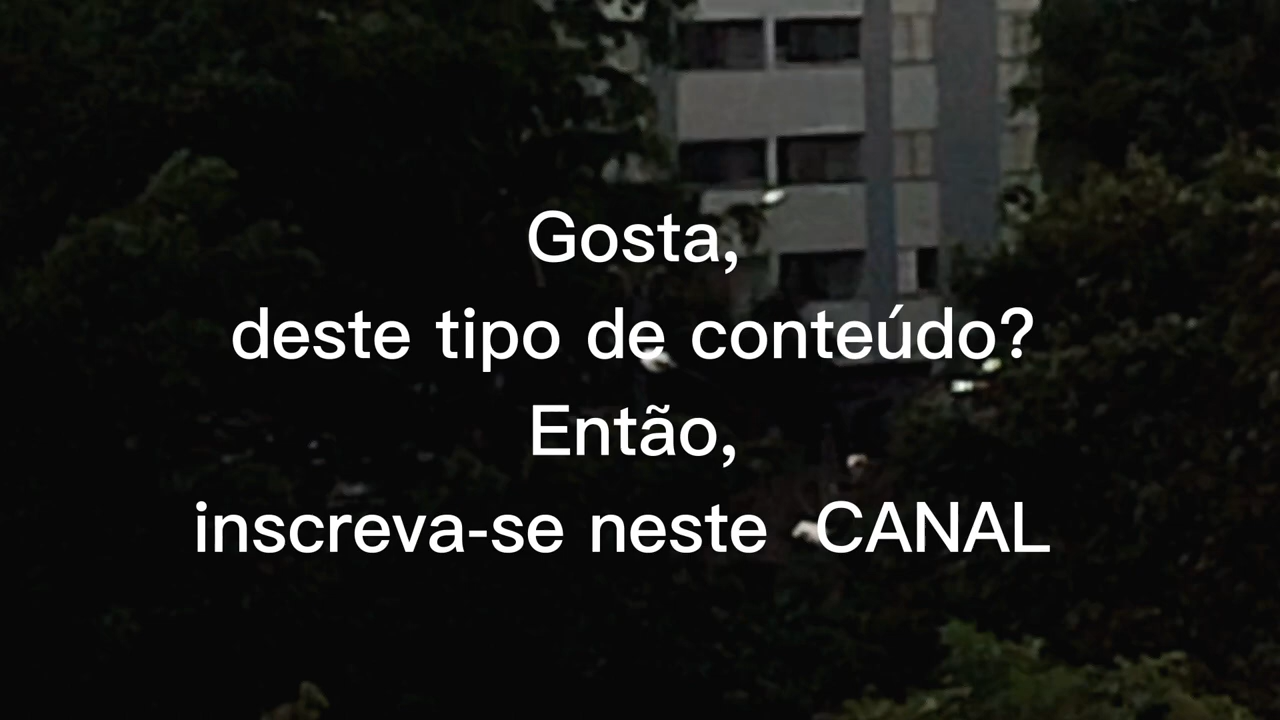 Gosta,
deste tipo de conteúdo?
Então,
inscreva-se neste  CANAL